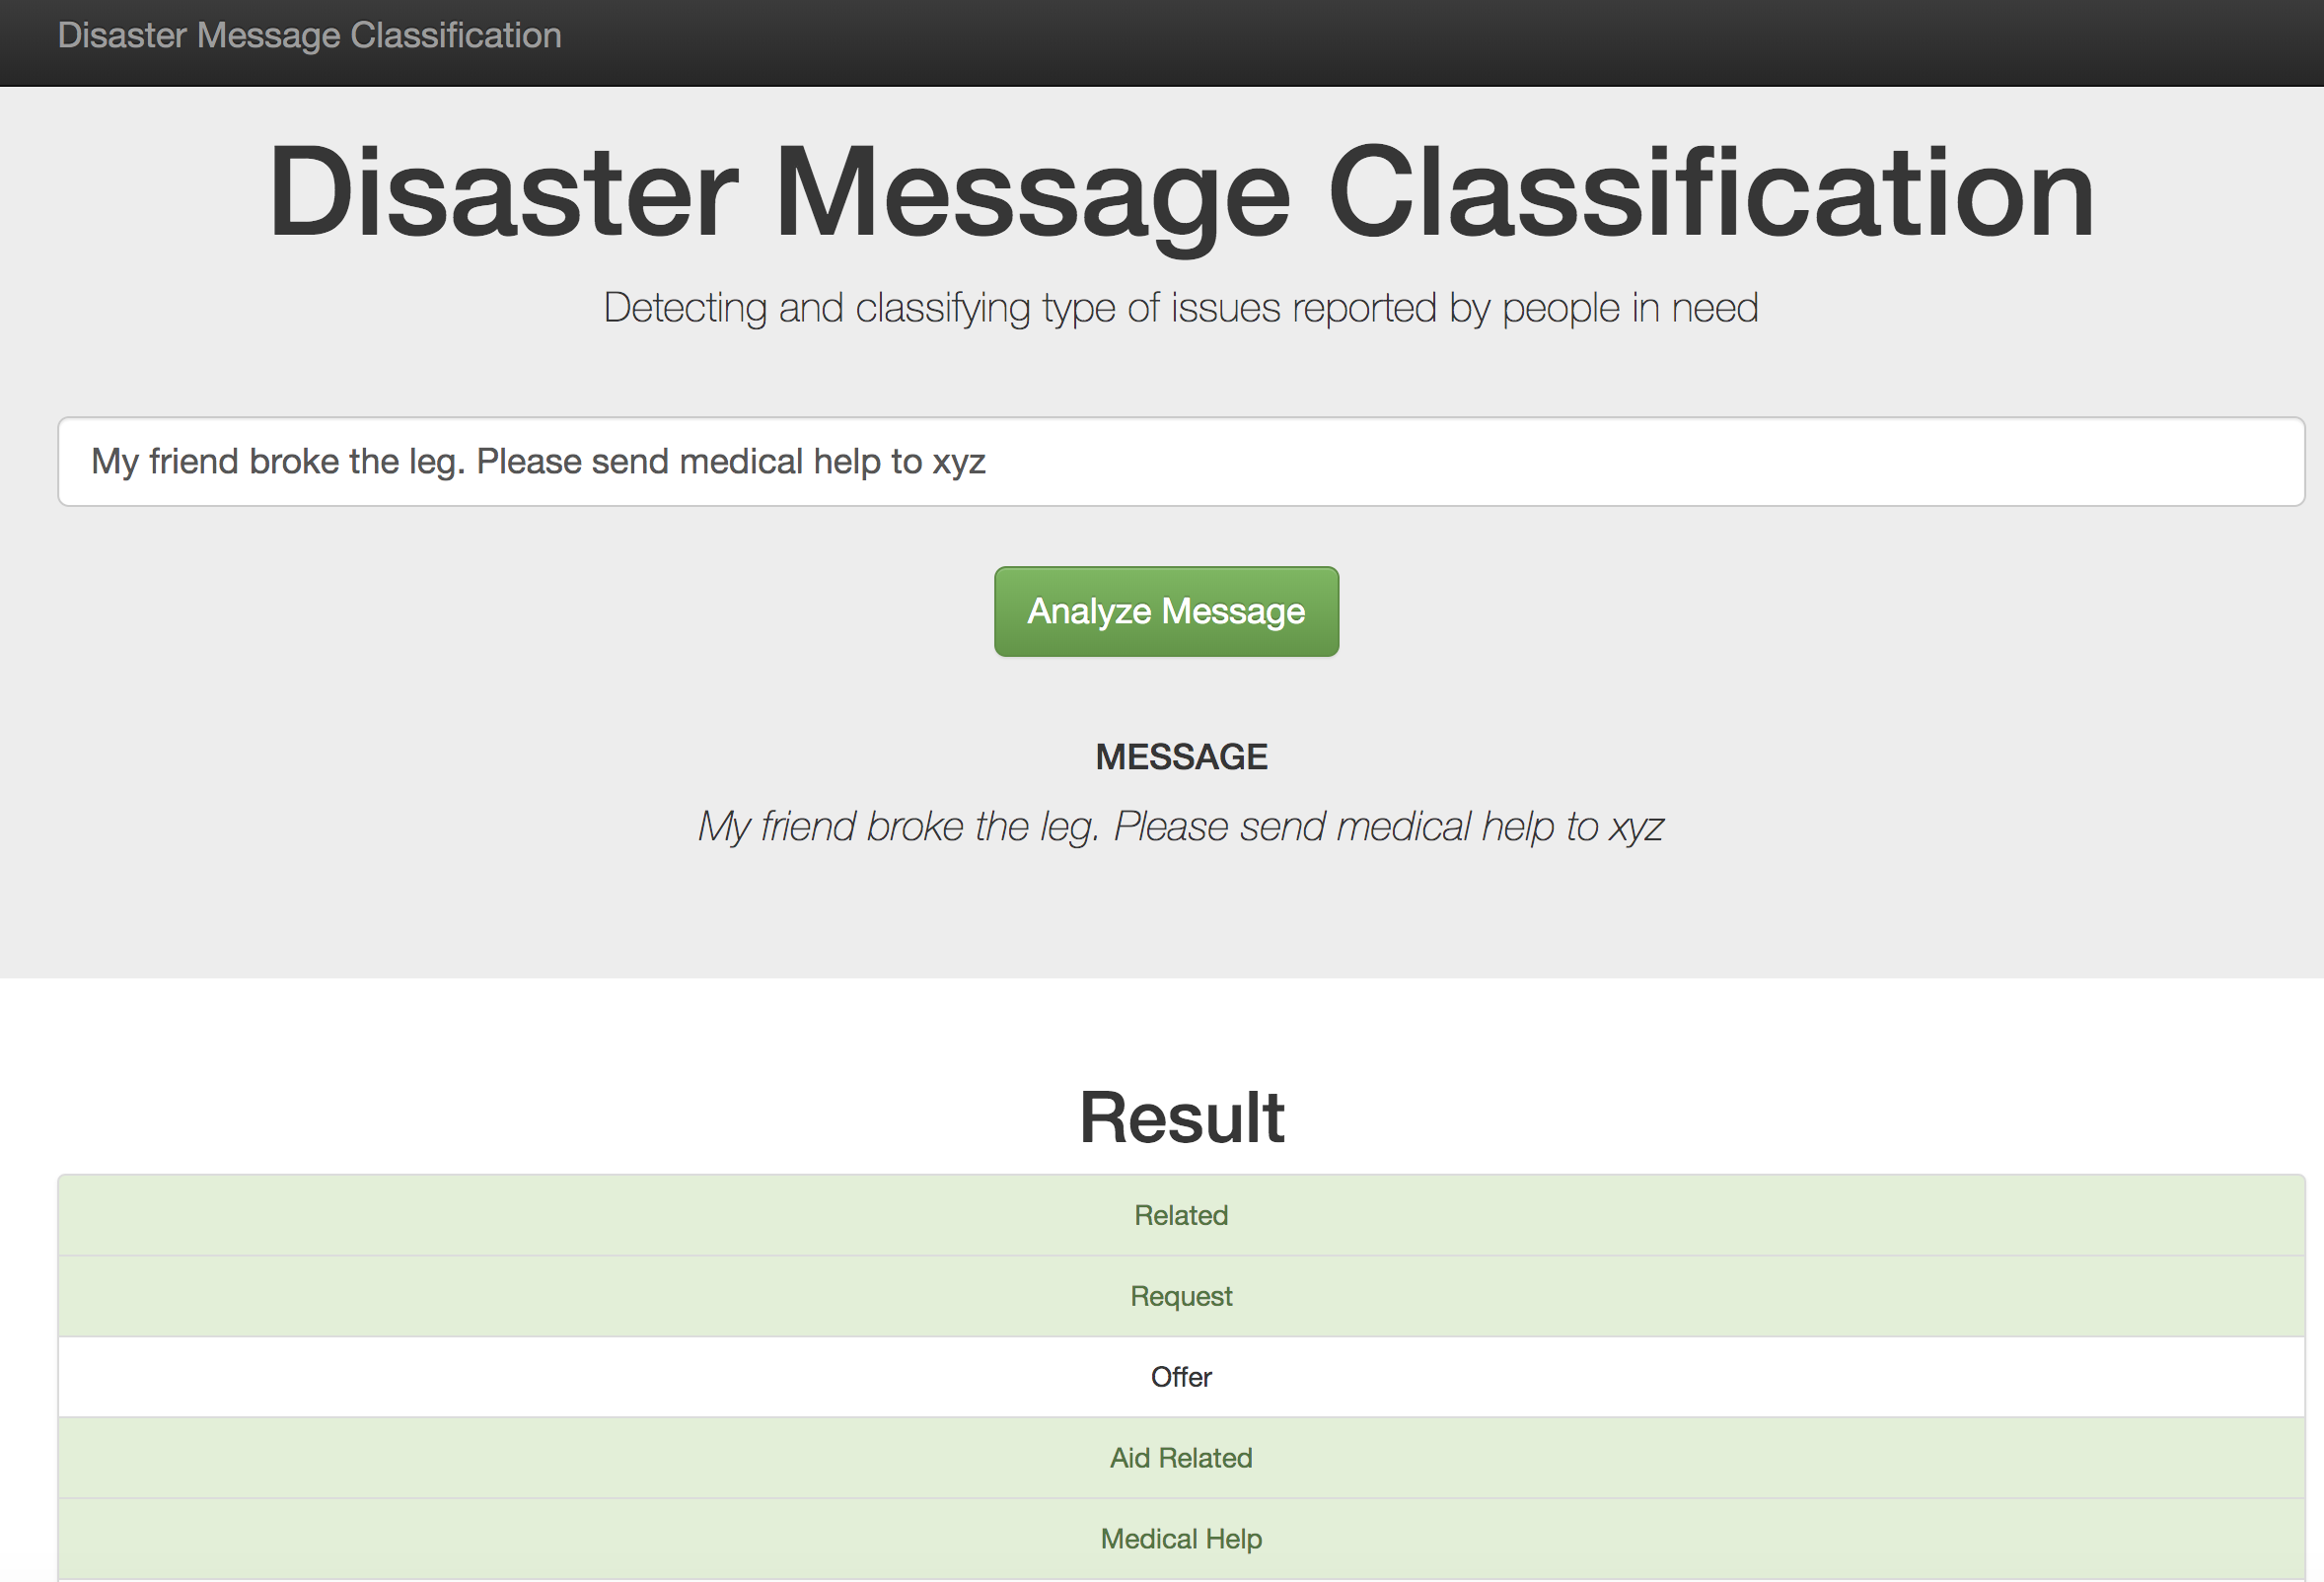 Disaster Message Classification
Disaster Message Classification
Detecting and classifying type of issues reported by people in need
My friend broke the leg. Please send medical help to xyz
Analyze Message
MESSAGE
My friend broke the leg. Please send medical help to xyz
Result
Related
Request
Offer
Aid Related
Medical Help